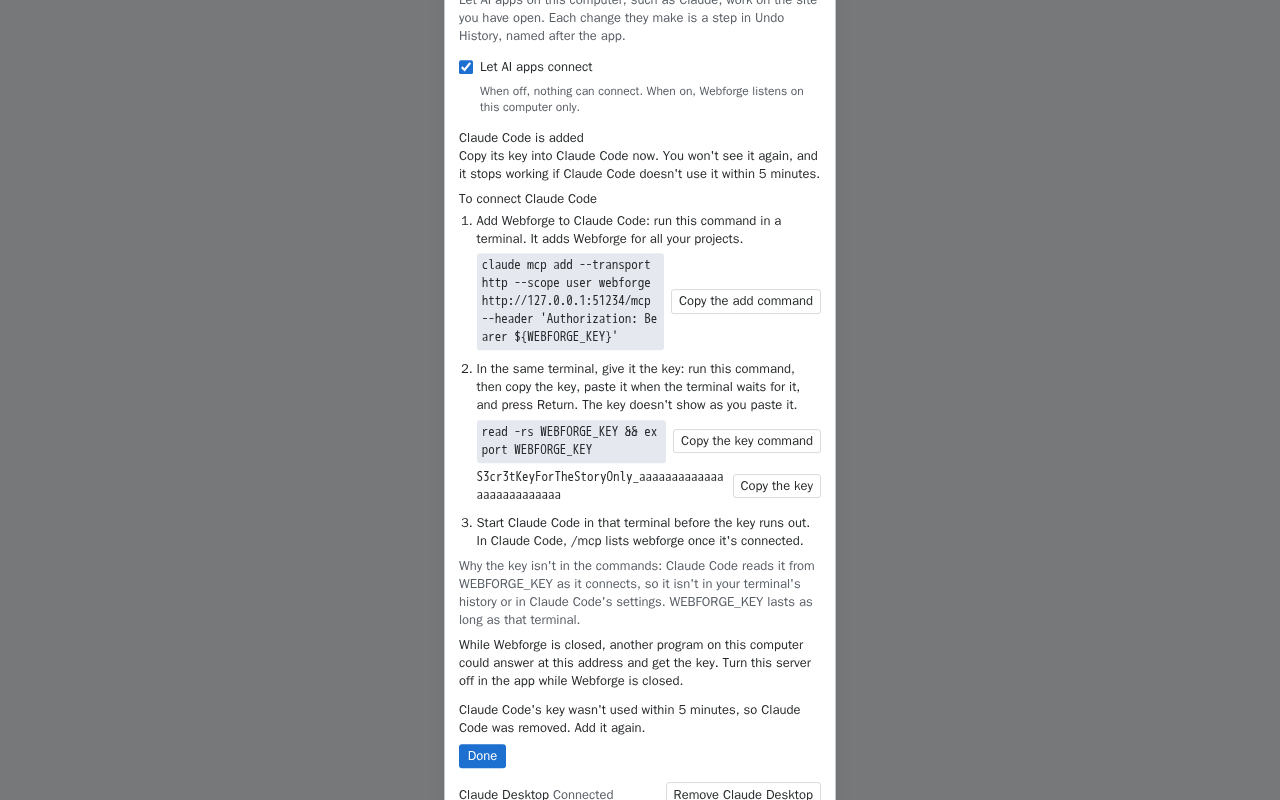 Let AI apps on this computer, such as Claude, work on the site
you have open. Each change they make is a step in Undo
History, named after the app.
Let AI apps connect
When off, nothing can connect. When on, Webforge listens on
this computer only.
Claude Code is added
Copy its key into Claude Code now. You won't see it again, and
it stops working if Claude Code doesn't use it within 5 minutes.
To connect Claude Code
1. Add Webforge to Claude Code: run this command in a
terminal. It adds Webforge for all your projects.
claude mcp add --transport
http --scope user webforge
http://127.0.0.1:51234/mcp
--header 'Authorization: Be
arer ${WEBFORGE_KEY}'
Copy the add command
2. In the same terminal, give it the key: run this command,
then copy the key, paste it when the terminal waits for it,
and press Return. The key doesn't show as you paste it.
read -rs WEBFORGE_KEY && ex
port WEBFORGE_KEY
Copy the key command
S3cr3tKeyForTheStoryOnly_aaaaaaaaaaaaa
aaaaaaaaaaaaa
Copy the key
3. Start Claude Code in that terminal before the key runs out.
In Claude Code, /mcp lists webforge once it's connected.
Why the key isn't in the commands: Claude Code reads it from
WEBFORGE_KEY as it connects, so it isn't in your terminal's
history or in Claude Code's settings. WEBFORGE_KEY lasts as
long as that terminal.
While Webforge is closed, another program on this computer
could answer at this address and get the key. Turn this server
off in the app while Webforge is closed.
Claude Code's key wasn't used within 5 minutes, so Claude
Code was removed. Add it again.
Done
Claude Desktop Connected
Remove Claude Desktop